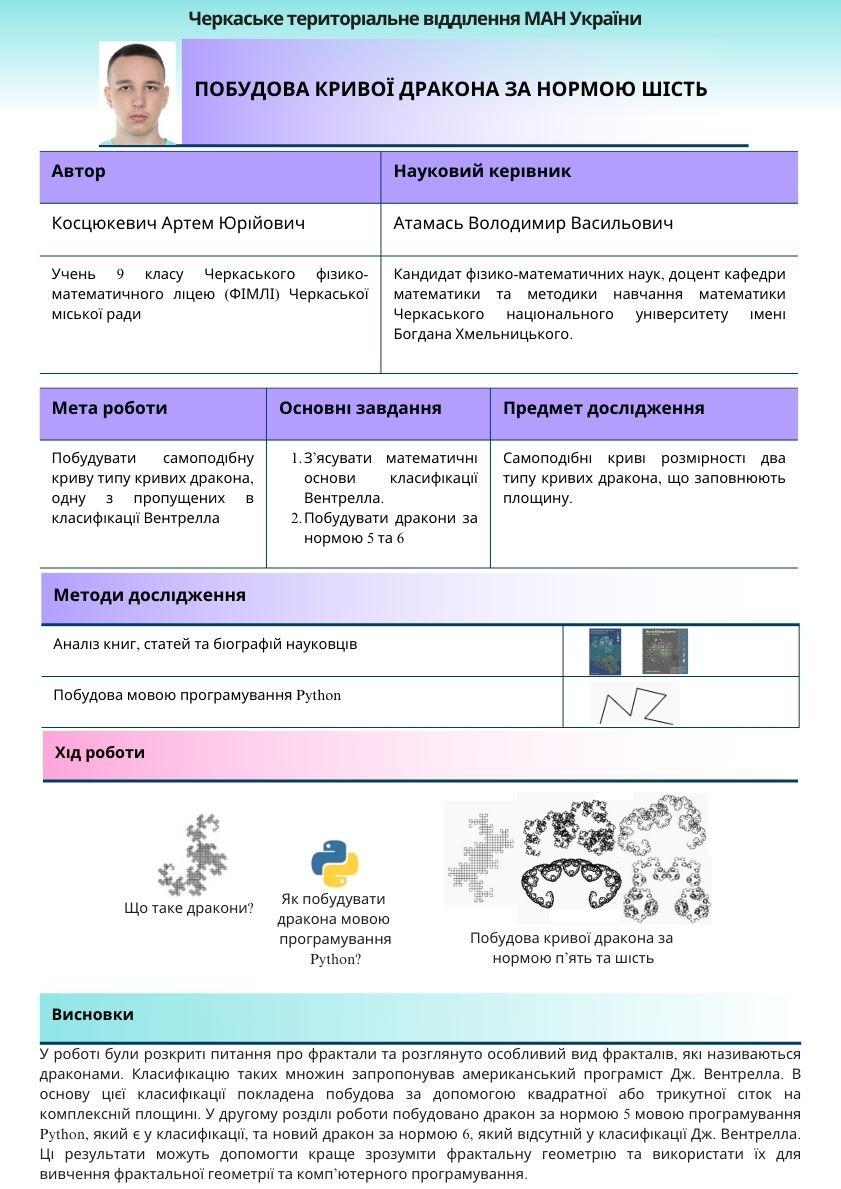 Черкаське територіальне відділення МАН України
ПОБУДОВА КРИВОЇ ДРАКОНА ЗА НОРМОЮ ШІСТЬ
Автор
Науковий керівник
Косцюкевич Артем Юрійович
Атамась Володимир Васильович
Учень 9 класу Черкаського фізико-
математичного ліцею (ФІМЛІ) Черкаської
міської ради
Кандидат фізико-математичних наук, доцент кафедри
математики та методики навчання математики
Черкаського національного університету імені
Богдана Хмельницького.
Мета роботи
Основні завдання
Предмет дослідження
Побудувати самоподібну
криву типу кривих дракона,
одну з пропущених в
класифікації Вентрелла
1. З’ясувати математичні
основи класифікації
Вентрелла.
2. Побудувати дракони за
нормою 5 та 6
Самоподібні криві розмірності два
типу кривих дракона, що заповнюють
площину.
Методи дослідження
Аналіз книг, статей та біографій науковців
Побудова мовою програмування Python
Хід роботи
Що таке дракони?
Як побудувати
дракона мовою
програмування
Python?
Побудова кривої дракона за
нормою п’ять та шість
Висновки
У роботі були розкриті питання про фрактали та розглянуто особливий вид фракталів, які називаються
драконами. Класифікацію таких множин запропонував американський програміст Дж. Вентрелла. В
основу цієї класифікації покладена побудова за допомогою квадратної або трикутної сіток на
комплексній площині. У другому розділі роботи побудовано дракон за нормою 5 мовою програмування
Python, який є у класифікації, та новий дракон за нормою 6, який відсутній у класифікації Дж. Вентрелла.
Ці результати можуть допомогти краще зрозуміти фрактальну геометрію та використати їх для
вивчення фрактальної геометрії та комп’ютерного програмування.